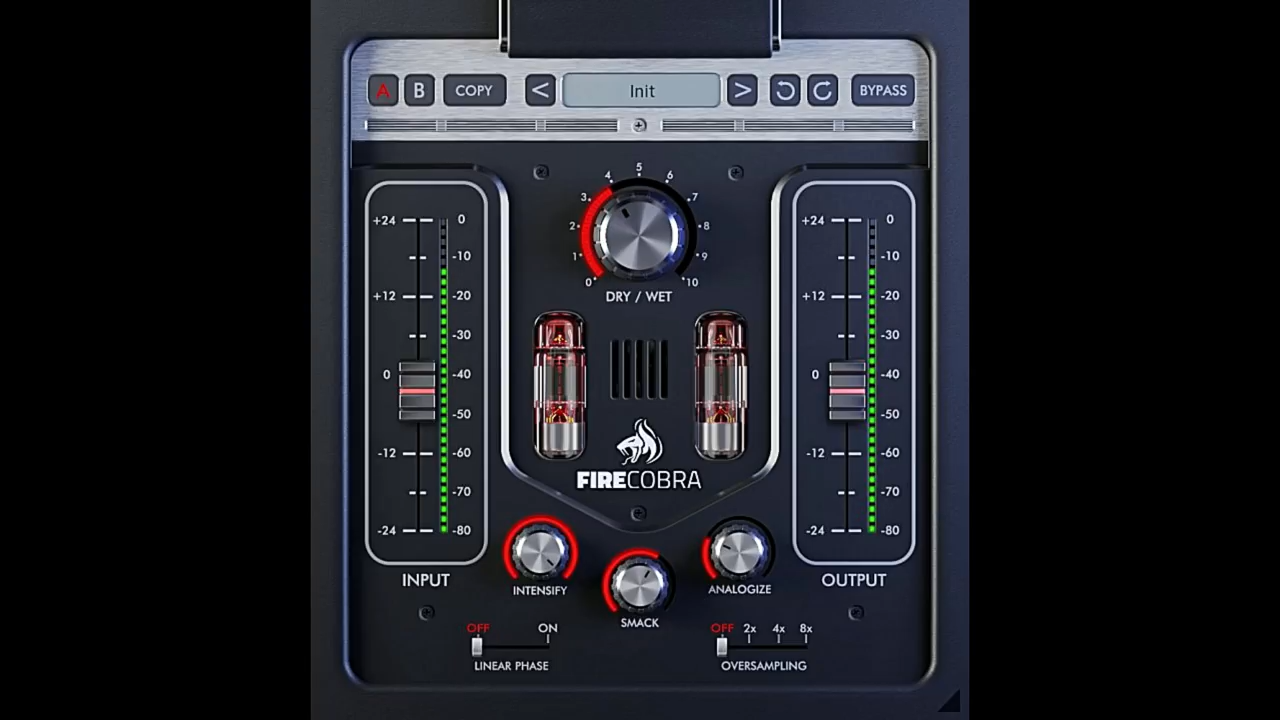 A B COPY < Init > BYPASS
0 1 2 3 4 5 6 7 8 9 10
DRY / WET
+24 0
-10
+12 -20
-30
0 -40
-50
-12 -60
-70
-24 -80
INPUT
+24 0
-10
+12 -20
-30
0 -40
-50
-12 -60
-70
-24 -80
OUTPUT
FIRECOBRA
INTENSIFY
SMACK
ANALOGIZE
OFF ON
LINEAR PHASE
OFF 2x 4x 8x
OVERSAMPLING